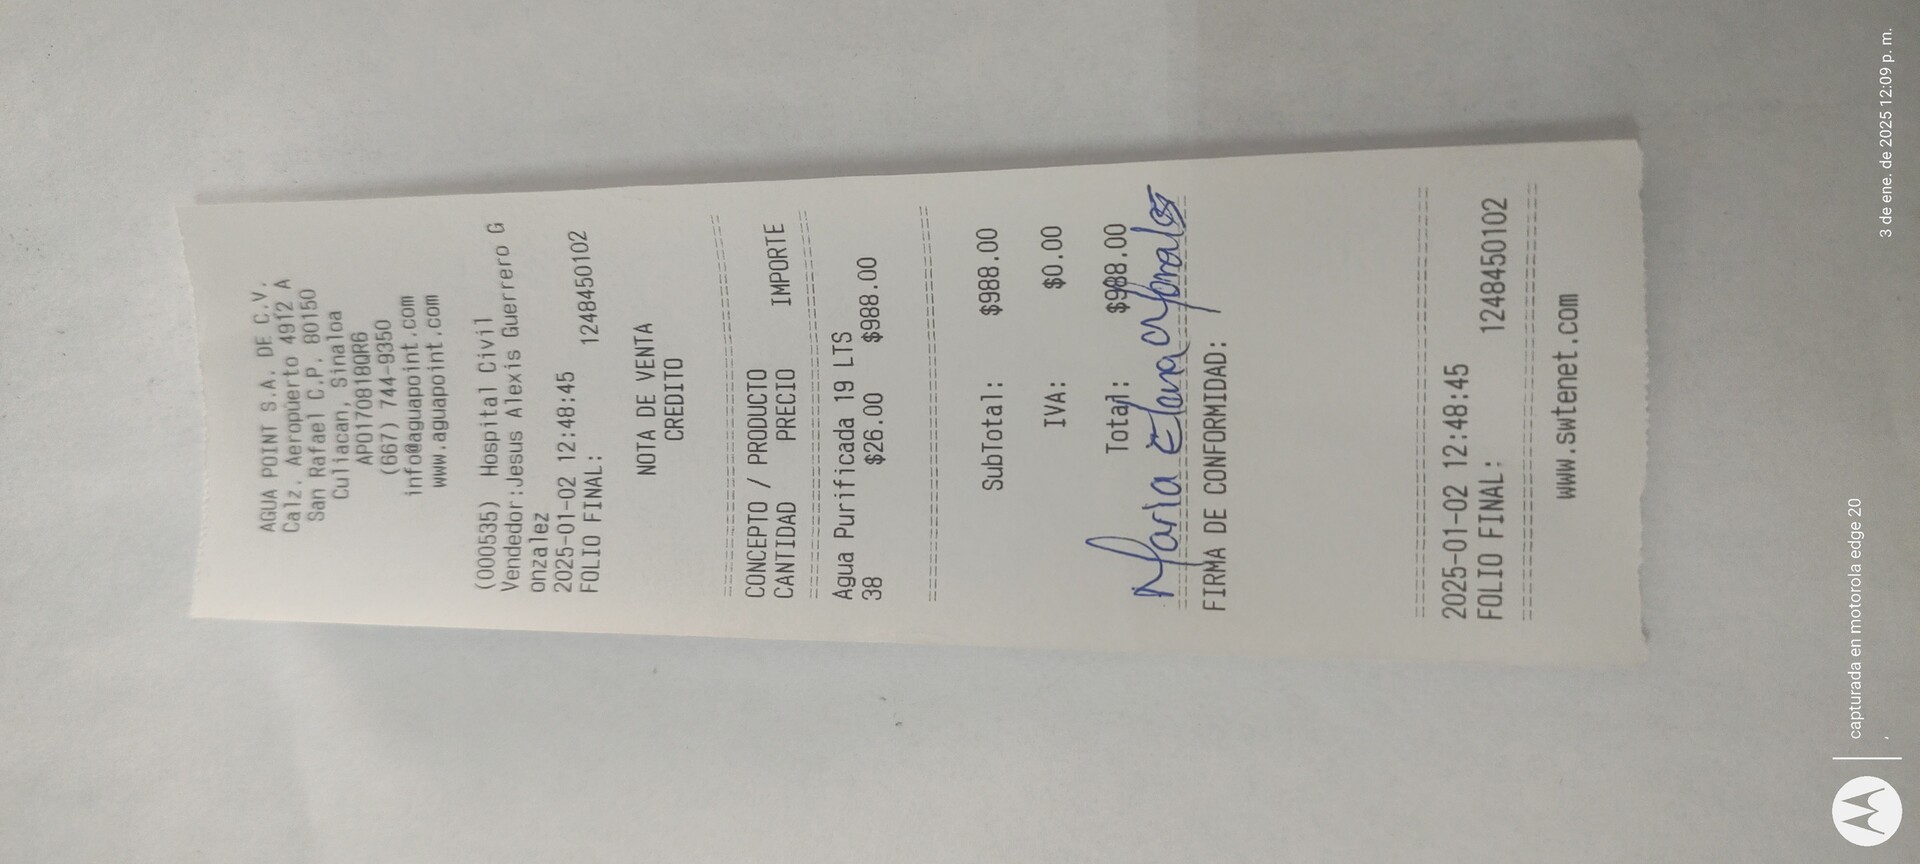 AGUA POINT S.A. DE C.V.
Calz. Aeropuerto 4912 A
San Rafael C.P. 80150
Culiacan, Sinaloa
APO170818QR6
(667) 744-9350
info@aguapoint.com
www.aguapoint.com
(000535) Hospital Civil
Vendedor:Jesus Alexis Guerrero G
onzalez
2025-01-02 12:48:45
FOLIO FINAL: 1248450102
NOTA DE VENTA
CREDITO
CONCEPTO / PRODUCTO
CANTIDAD PRECIO IMPORTE
Agua Purificada 19 LTS
38 $26.00 $988.00
SubTotal: $988.00
IVA: $0.00
Total: $988.00
Maria Elena
FIRMA DE CONFORMIDAD:
2025-01-02 12:48:45
FOLIO FINAL: 1248450102
www.swtenet.com
capturada en motorola edge 20
3 de ene. de 2025 12:09 p. m.